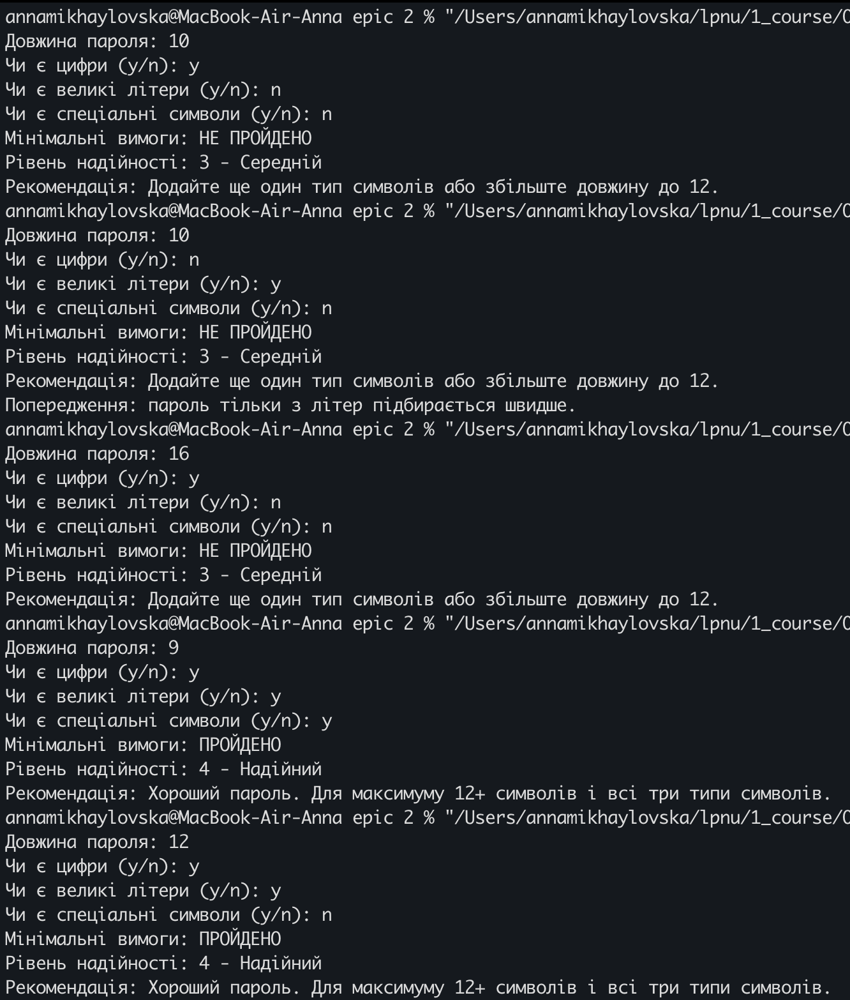 annamikhaylovska@MacBook-Air-Anna epic 2 % "/Users/annamikhaylovska/lpnu/1_course/
Довжина пароля: 10
Чи є цифри (y/n): y
Чи є великі літери (y/n): n
Чи є спеціальні символи (y/n): n
Мінімальні вимоги: НЕ ПРОЙДЕНО
Рівень надійності: 3 - Середній
Рекомендація: Додайте ще один тип символів або збільште довжину до 12.
annamikhaylovska@MacBook-Air-Anna epic 2 % "/Users/annamikhaylovska/lpnu/1_course/
Довжина пароля: 10
Чи є цифри (y/n): n
Чи є великі літери (y/n): y
Чи є спеціальні символи (y/n): n
Мінімальні вимоги: НЕ ПРОЙДЕНО
Рівень надійності: 3 - Середній
Рекомендація: Додайте ще один тип символів або збільште довжину до 12.
Попередження: пароль тільки з літер підбирається швидше.
annamikhaylovska@MacBook-Air-Anna epic 2 % "/Users/annamikhaylovska/lpnu/1_course/
Довжина пароля: 16
Чи є цифри (y/n): y
Чи є великі літери (y/n): n
Чи є спеціальні символи (y/n): n
Мінімальні вимоги: НЕ ПРОЙДЕНО
Рівень надійності: 3 - Середній
Рекомендація: Додайте ще один тип символів або збільште довжину до 12.
annamikhaylovska@MacBook-Air-Anna epic 2 % "/Users/annamikhaylovska/lpnu/1_course/
Довжина пароля: 9
Чи є цифри (y/n): y
Чи є великі літери (y/n): y
Чи є спеціальні символи (y/n): y
Мінімальні вимоги: ПРОЙДЕНО
Рівень надійності: 4 - Надійний
Рекомендація: Хороший пароль. Для максимуму 12+ символів і всі три типи символів.
annamikhaylovska@MacBook-Air-Anna epic 2 % "/Users/annamikhaylovska/lpnu/1_course/
Довжина пароля: 12
Чи є цифри (y/n): y
Чи є великі літери (y/n): y
Чи є спеціальні символи (y/n): n
Мінімальні вимоги: ПРОЙДЕНО
Рівень надійності: 4 - Надійний
Рекомендація: Хороший пароль. Для максимуму 12+ символів і всі три типи символів.